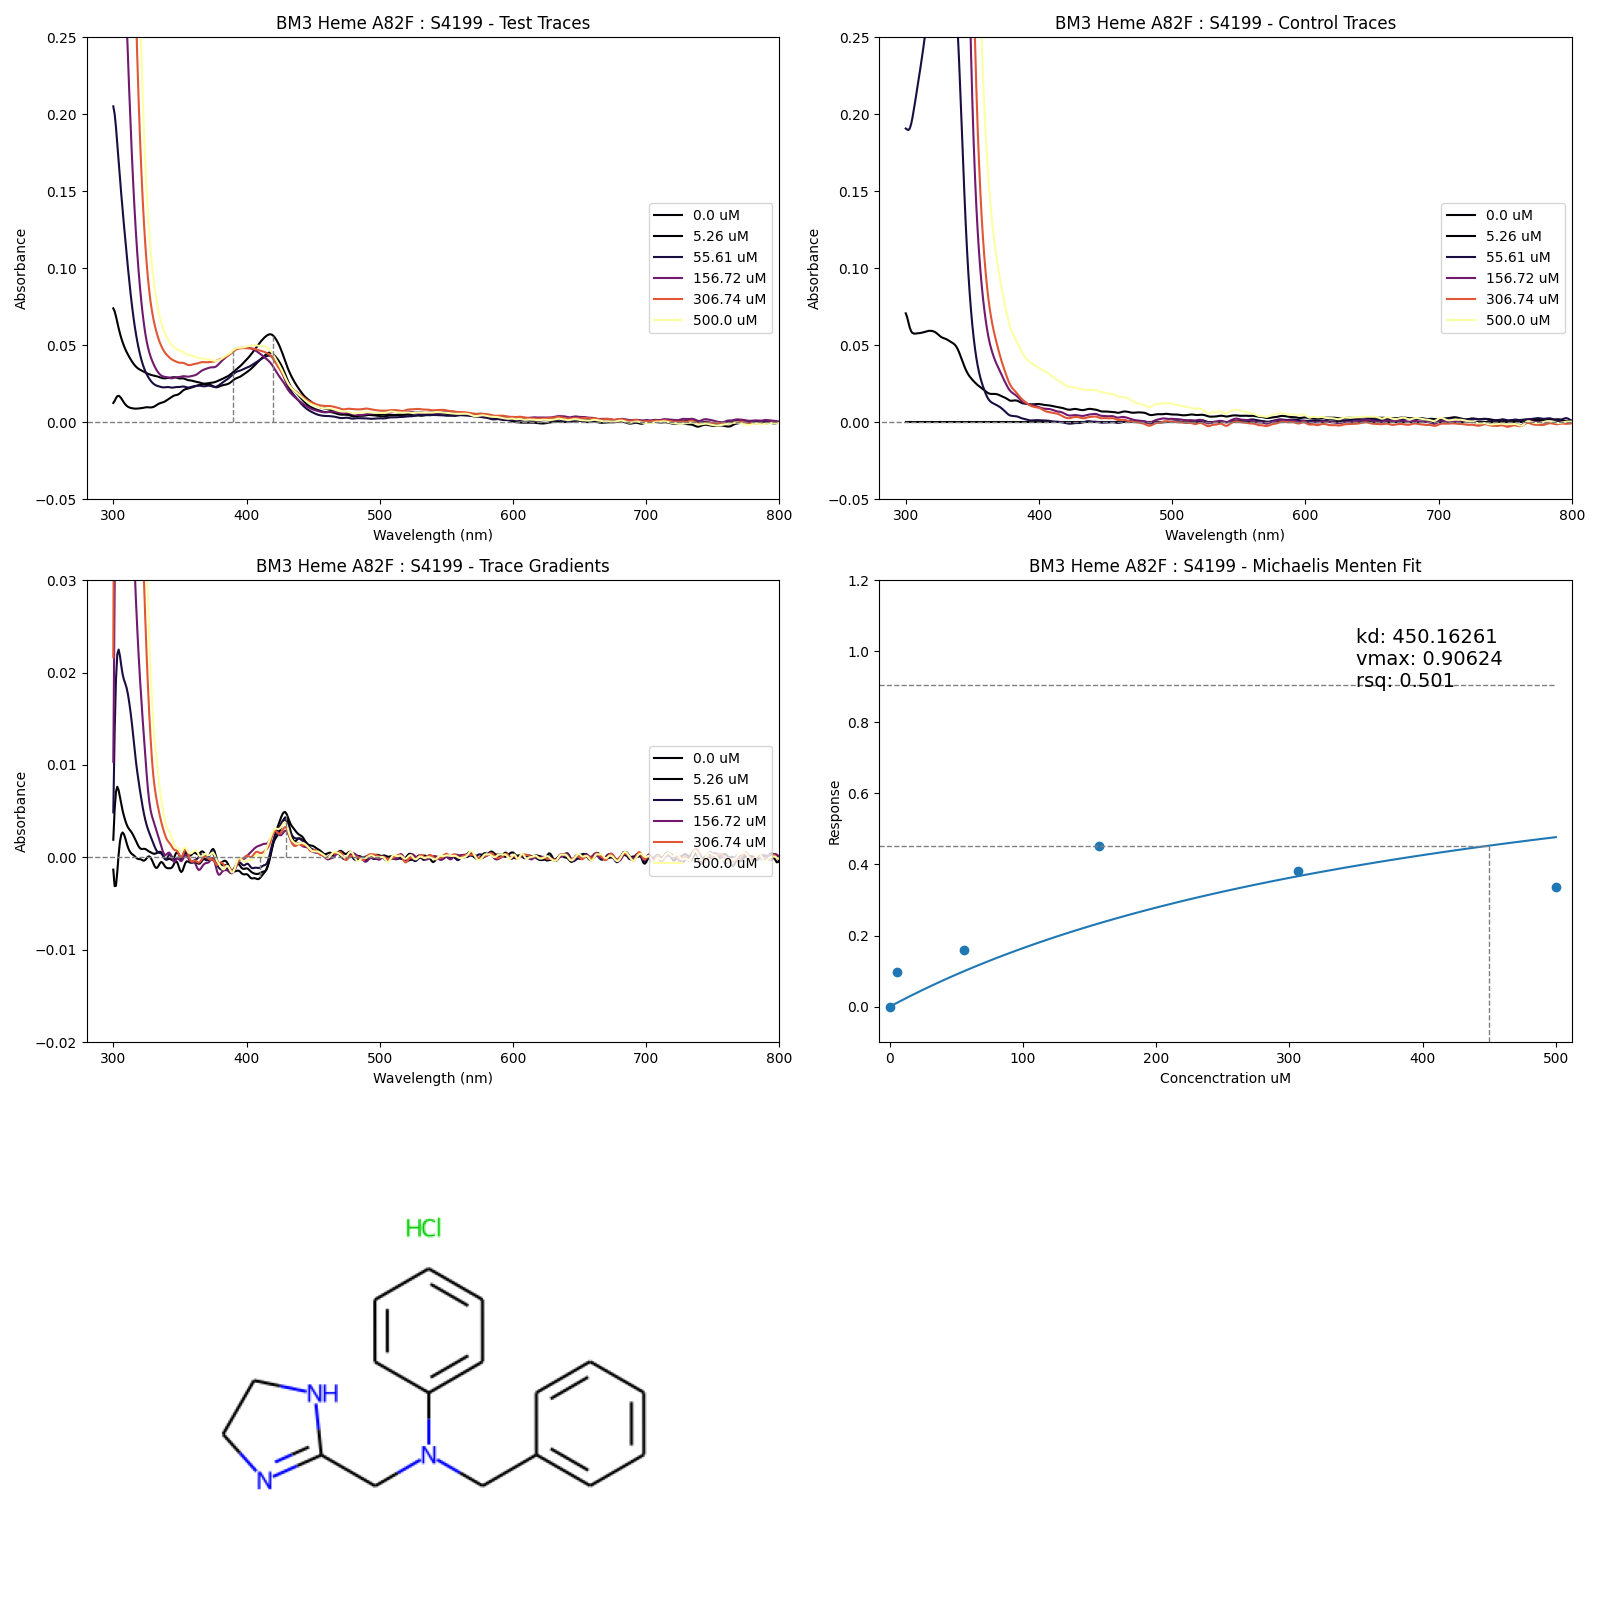 BM3 Heme A82F : S4199 - Test Traces
0.25
0.20
0.15
0.10
0.05
0.00
−0.05
Absorbance
300 400 500 600 700 800
Wavelength (nm)
0.0 uM
5.26 uM
55.61 uM
156.72 uM
306.74 uM
500.0 uM
BM3 Heme A82F : S4199 - Control Traces
0.25
0.20
0.15
0.10
0.05
0.00
−0.05
Absorbance
300 400 500 600 700 800
Wavelength (nm)
0.0 uM
5.26 uM
55.61 uM
156.72 uM
306.74 uM
500.0 uM
BM3 Heme A82F : S4199 - Trace Gradients
0.03
0.02
0.01
0.00
−0.01
−0.02
Absorbance
300 400 500 600 700 800
Wavelength (nm)
0.0 uM
5.26 uM
55.61 uM
156.72 uM
306.74 uM
500.0 uM
BM3 Heme A82F : S4199 - Michaelis Menten Fit
1.2
1.0
0.8
0.6
0.4
0.2
0.0
Response
0 100 200 300 400 500
Concenctration uM
kd: 450.16261
vmax: 0.90624
rsq: 0.501
HCl
NH
N
N